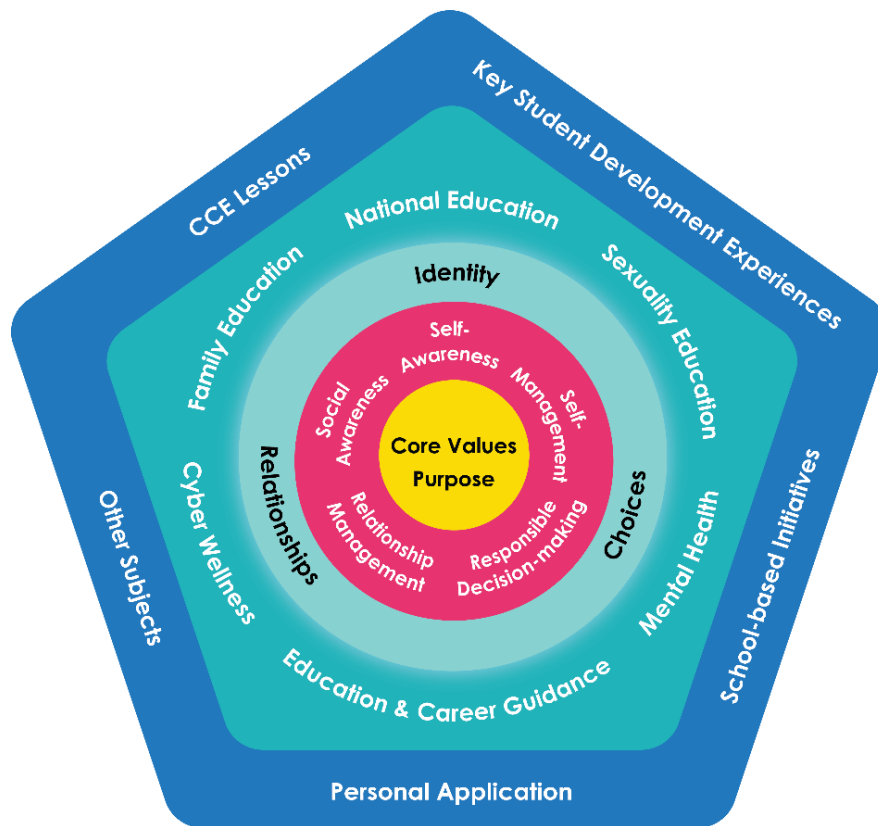 CCE Lessons
Key Student Development Experiences
School-based Initiatives
Personal Application
Other Subjects
National Education
Sexuality Education
Mental Health
Education & Career Guidance
Cyber Wellness
Family Education
Identity
Choices
Relationships
Self-
Awareness
Self-
Management
Responsible
Decision-making
Relationship
Management
Social
Awareness
Core Values
Purpose